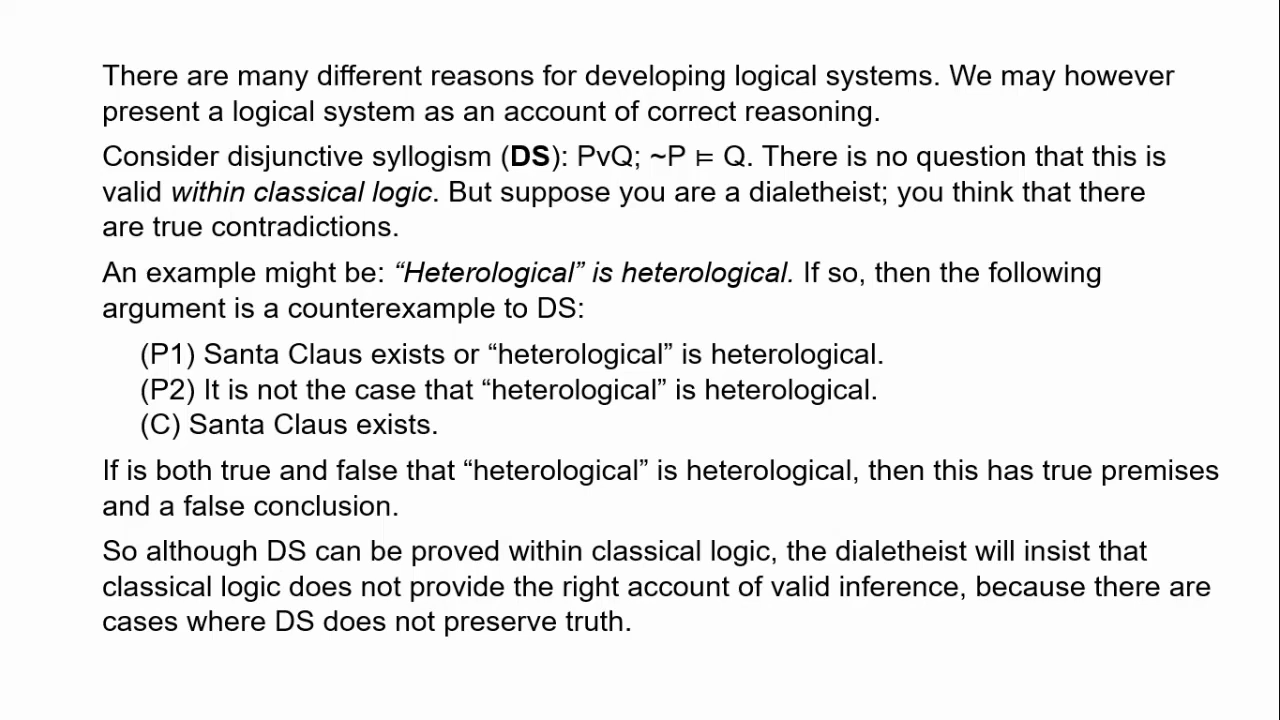 There are many different reasons for developing logical systems. We may however
present a logical system as an account of correct reasoning.
Consider disjunctive syllogism (DS): PvQ; ~P ⊨ Q. There is no question that this is
valid within classical logic. But suppose you are a dialetheist; you think that there
are true contradictions.
An example might be: “Heterological” is heterological. If so, then the following
argument is a counterexample to DS:
(P1) Santa Claus exists or “heterological” is heterological.
(P2) It is not the case that “heterological” is heterological.
(C) Santa Claus exists.
If is both true and false that “heterological” is heterological, then this has true premises
and a false conclusion.
So although DS can be proved within classical logic, the dialetheist will insist that
classical logic does not provide the right account of valid inference, because there are
cases where DS does not preserve truth.